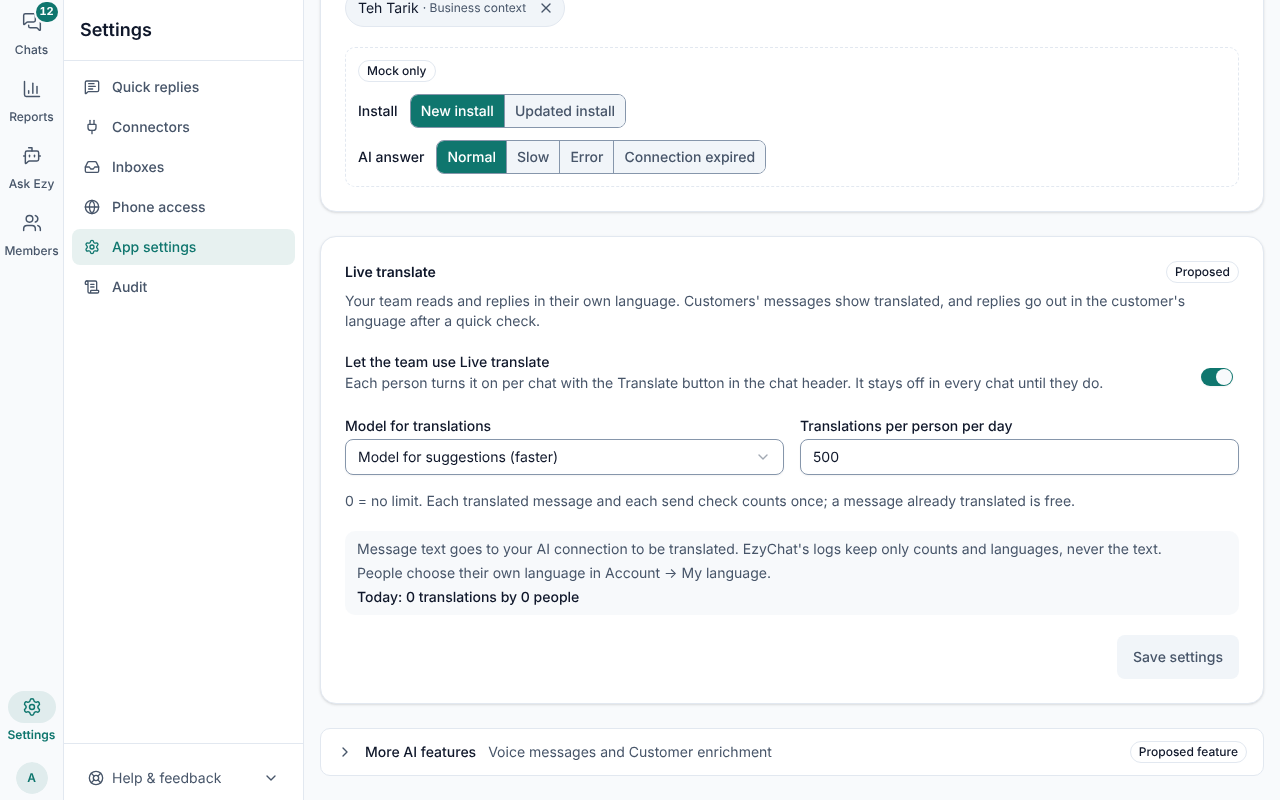 12
Chats
Reports
Ask Ezy
Members
Settings
A
Settings
Quick replies
Connectors
Inboxes
Phone access
App settings
Audit
Help & feedback
Teh Tarik · Business context
Mock only
Install New install Updated install
AI answer Normal Slow Error Connection expired
Live translate Proposed
Your team reads and replies in their own language. Customers' messages show translated, and replies go out in the customer's
language after a quick check.
Let the team use Live translate
Each person turns it on per chat with the Translate button in the chat header. It stays off in every chat until they do.
Model for translations Translations per person per day
Model for suggestions (faster) 500
0 = no limit. Each translated message and each send check counts once; a message already translated is free.
Message text goes to your AI connection to be translated. EzyChat's logs keep only counts and languages, never the text.
People choose their own language in Account → My language.
Today: 0 translations by 0 people
Save settings
More AI features Voice messages and Customer enrichment Proposed feature